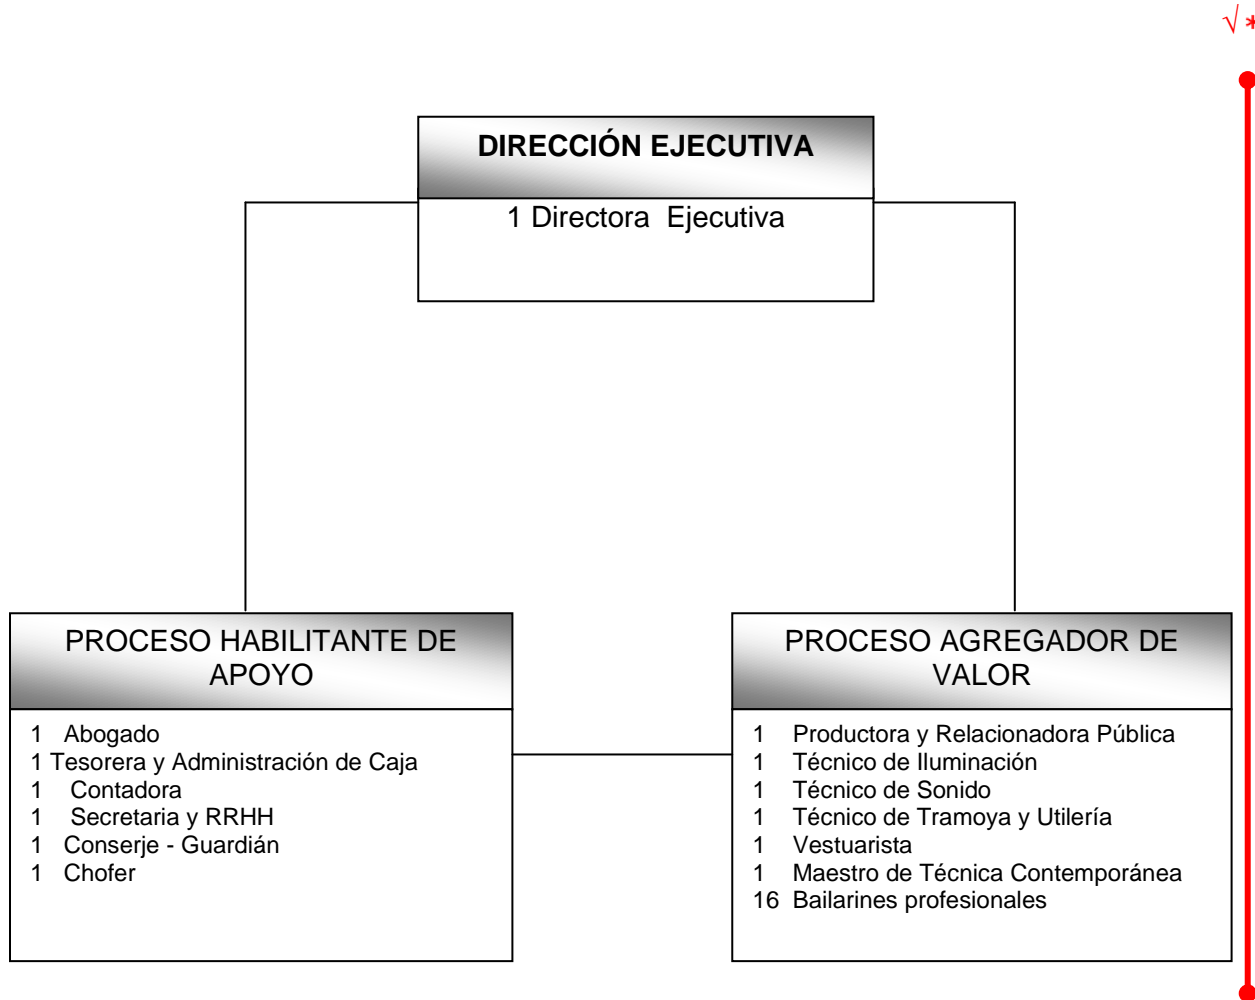 √ *
DIRECCIÓN EJECUTIVA
1 Directora Ejecutiva
PROCESO HABILITANTE DE
APOYO
1 Abogado
1 Tesorera y Administración de Caja
1 Contadora
1 Secretaria y RRHH
1 Conserje - Guardián
1 Chofer
PROCESO AGREGADOR DE
VALOR
1 Productora y Relacionadora Pública
1 Técnico de Iluminación
1 Técnico de Sonido
1 Técnico de Tramoya y Utilería
1 Vestuarista
1 Maestro de Técnica Contemporánea
16 Bailarines profesionales